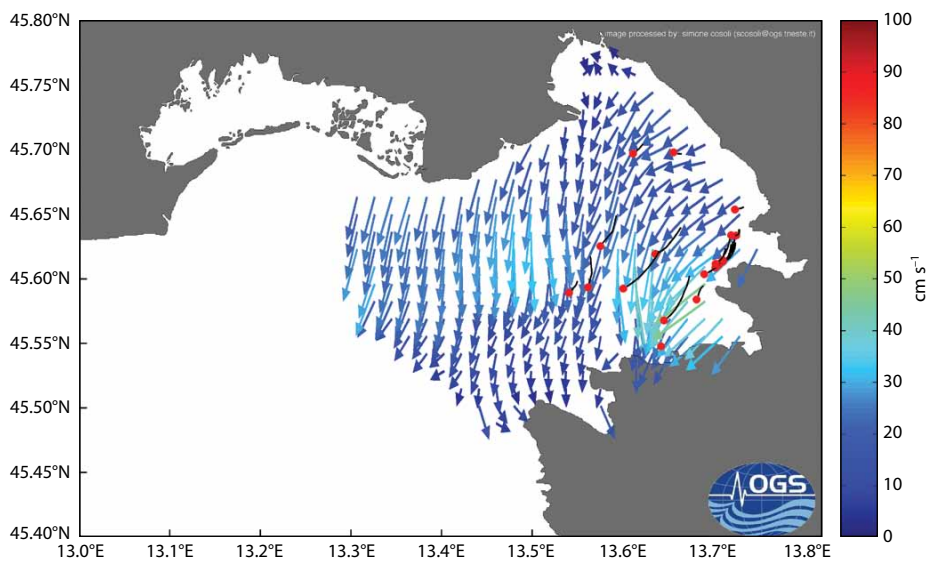 45.80°N
45.75°N
45.70°N
45.65°N
45.60°N
45.55°N
45.50°N
45.45°N
45.40°N
13.0°E 13.1°E 13.2°E 13.3°E 13.4°E 13.5°E 13.6°E 13.7°E 13.8°E
image processed by: simone cosoli (scosoli@ogs.trieste.it)
OGS
100
90
80
70
60
50
40
30
20
10
0
cm s⁻¹